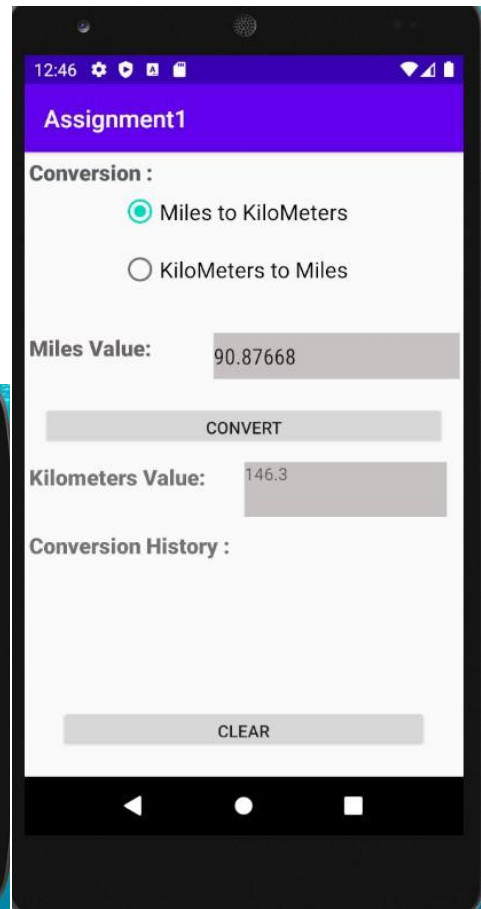 12:46
Assignment1
Conversion :
Miles to KiloMeters
KiloMeters to Miles
Miles Value: 90.87668
CONVERT
Kilometers Value: 146.3
Conversion History :
CLEAR